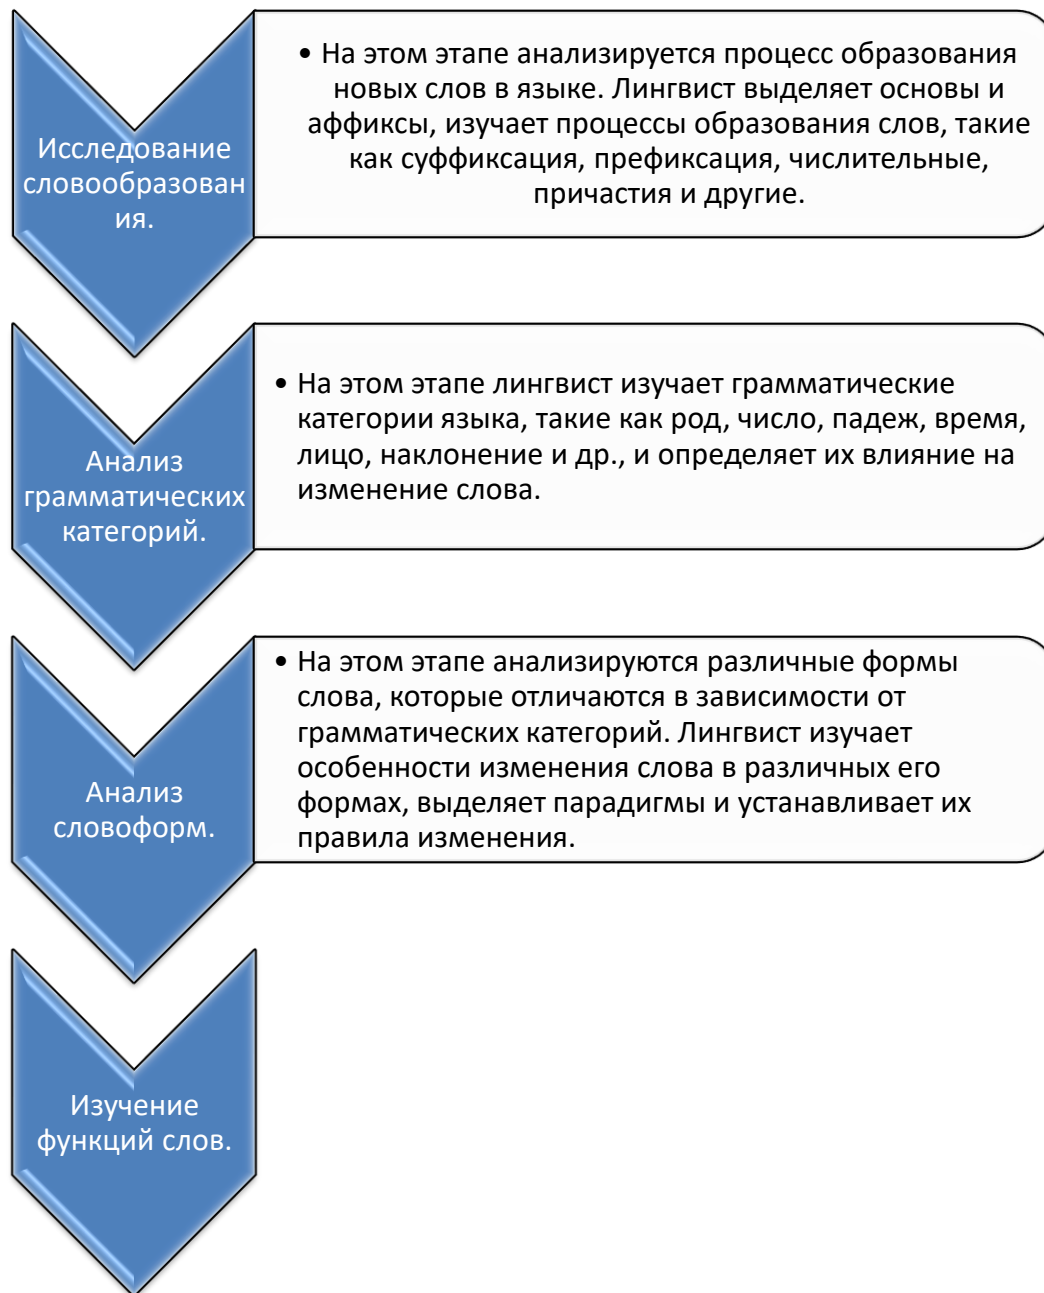 Исследование
словообразован
ия.
• На этом этапе анализируется процесс образования
новых слов в языке. Лингвист выделяет основы и
аффиксы, изучает процессы образования слов, такие
как суффиксация, префиксация, числительные,
причастия и другие.
Анализ
грамматических
категорий.
• На этом этапе лингвист изучает грамматические
категории языка, такие как род, число, падеж, время,
лицо, наклонение и др., и определяет их влияние на
изменение слова.
Анализ
словоформ.
• На этом этапе анализируются различные формы
слова, которые отличаются в зависимости от
грамматических категорий. Лингвист изучает
особенности изменения слова в различных его
формах, выделяет парадигмы и устанавливает их
правила изменения.
Изучение
функций слов.